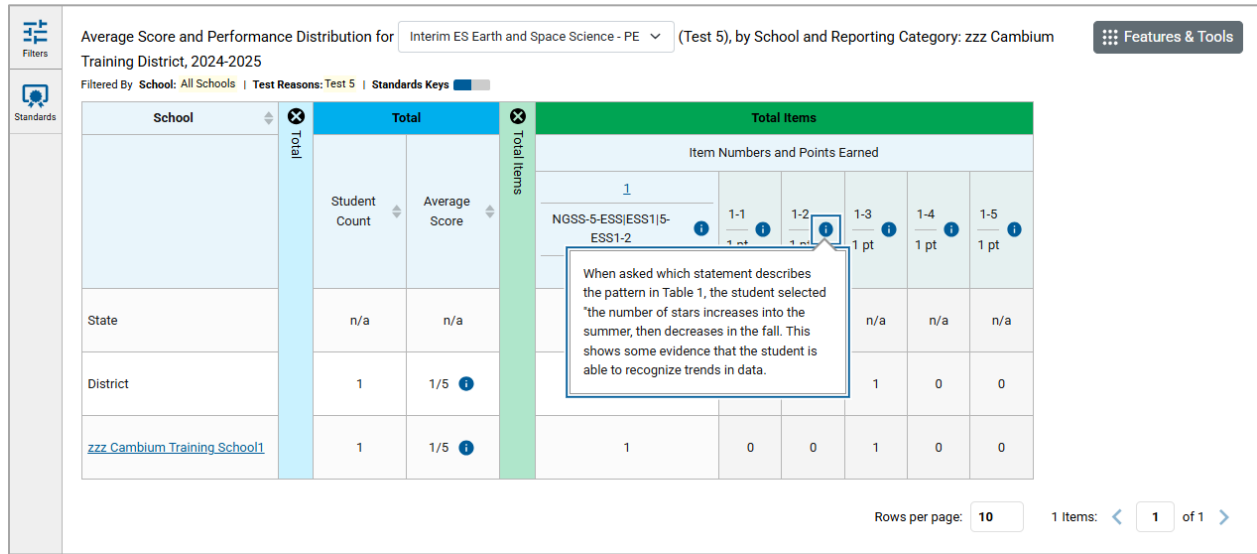 Filters
Standards
Average Score and Performance Distribution for Interim ES Earth and Space Science - PE (Test 5), by School and Reporting Category: zzz Cambium
Training District, 2024-2025
Features & Tools
Filtered By School: All Schools | Test Reasons: Test 5 | Standards Keys
School Total Total Total Items Total Items
Item Numbers and Points Earned
Student Count Average Score
1
NGSS-5-ESS|ESS1|5-
ESS1-2
1-1 1-2 1-3 1-4 1-5
1 pt 1 pt 1 pt 1 pt 1 pt
When asked which statement describes
the pattern in Table 1, the student selected
"the number of stars increases into the
summer, then decreases in the fall. This
shows some evidence that the student is
able to recognize trends in data.
State n/a n/a n/a n/a n/a
District 1 1/5 1 0 0
zzz Cambium Training School1 1 1/5 1 0 0 1 0 0
Rows per page: 10 1 Items: 1 of 1